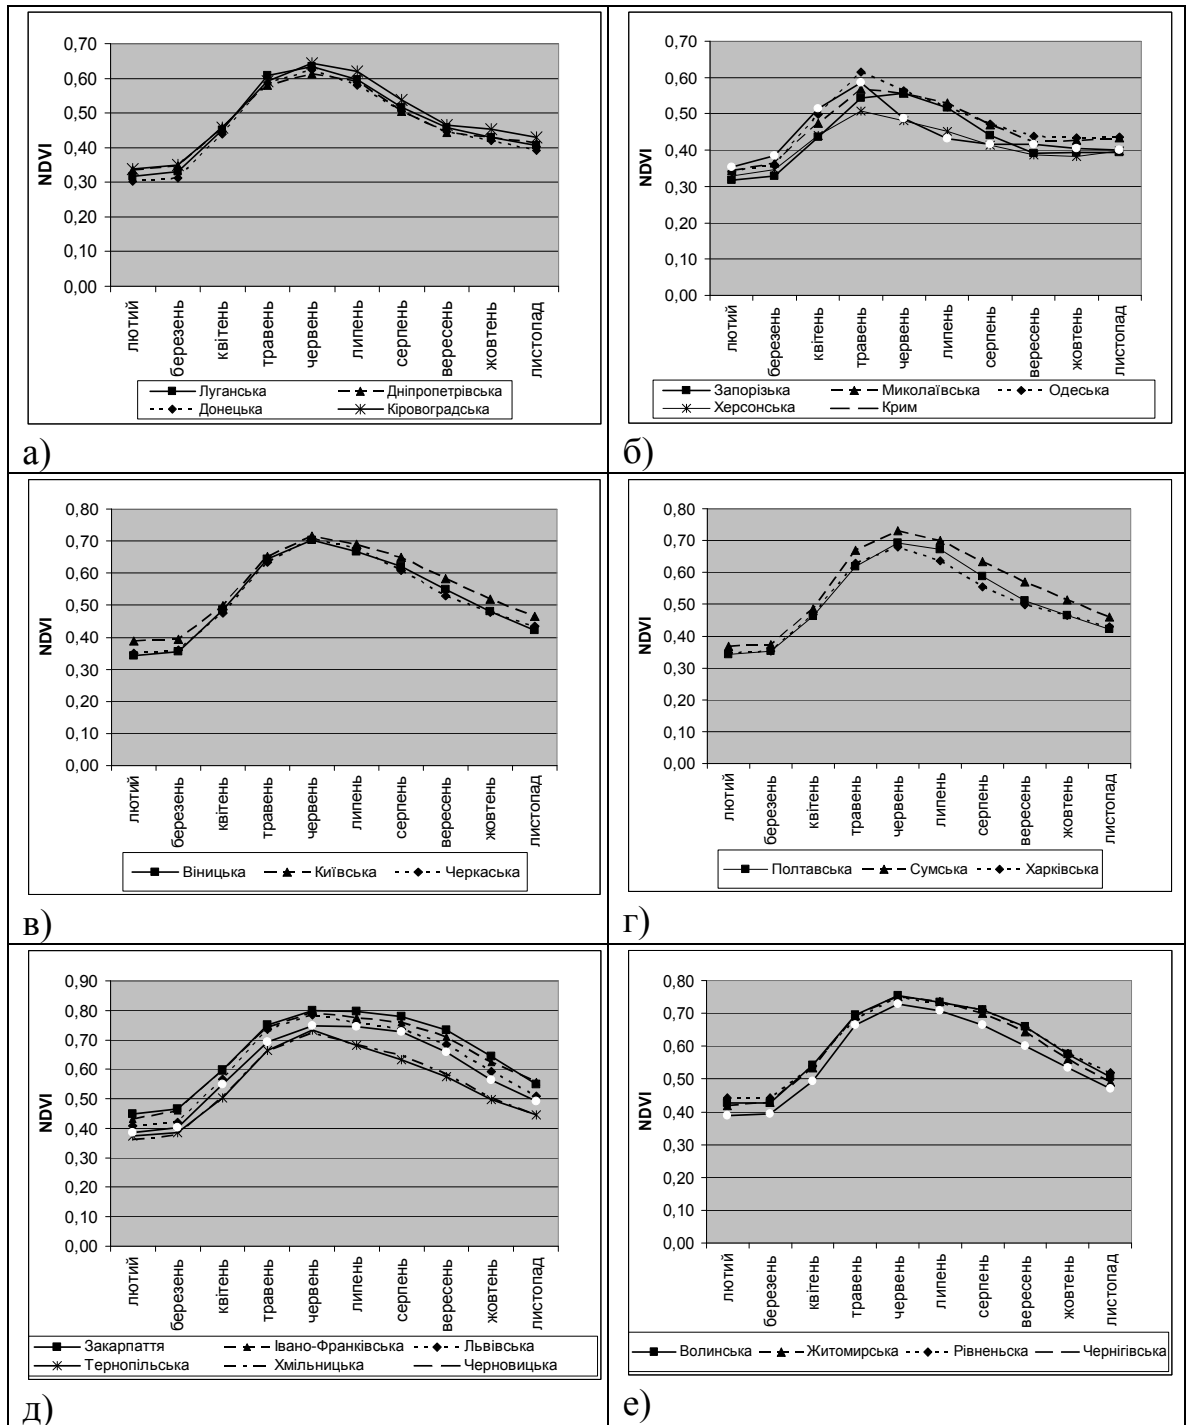 0,70
0,60
0,50
0,40
0,30
0,20
0,10
0,00
NDVI
лютий
березень
квітень
травень
червень
липень
серпень
вересень
жовтень
листопад
Луганська Дніпропетрівська
Донецька Кіровоградська
а)
0,70
0,60
0,50
0,40
0,30
0,20
0,10
0,00
NDVI
лютий
березень
квітень
травень
червень
липень
серпень
вересень
жовтень
листопад
Запорізька Миколаївська Одеська
Херсонська Крим
б)
0,80
0,70
0,60
0,50
0,40
0,30
0,20
0,10
0,00
NDVI
лютий
березень
квітень
травень
червень
липень
серпень
вересень
жовтень
листопад
Віницька Київська Черкаська
в)
0,80
0,70
0,60
0,50
0,40
0,30
0,20
0,10
0,00
NDVI
лютий
березень
квітень
травень
червень
липень
серпень
вересень
жовтень
листопад
Полтавська Сумська Харківська
г)
0,90
0,80
0,70
0,60
0,50
0,40
0,30
0,20
0,10
0,00
NDVI
лютий
березень
квітень
травень
червень
липень
серпень
вересень
жовтень
листопад
Закарпаття Івано-Франківська Львівська
Тернопільська Хмільницька Черновицька
д)
0,80
0,70
0,60
0,50
0,40
0,30
0,20
0,10
0,00
NDVI
лютий
березень
квітень
травень
червень
липень
серпень
вересень
жовтень
листопад
Волинська Житомирська Рівненьска Чернігівська
е)